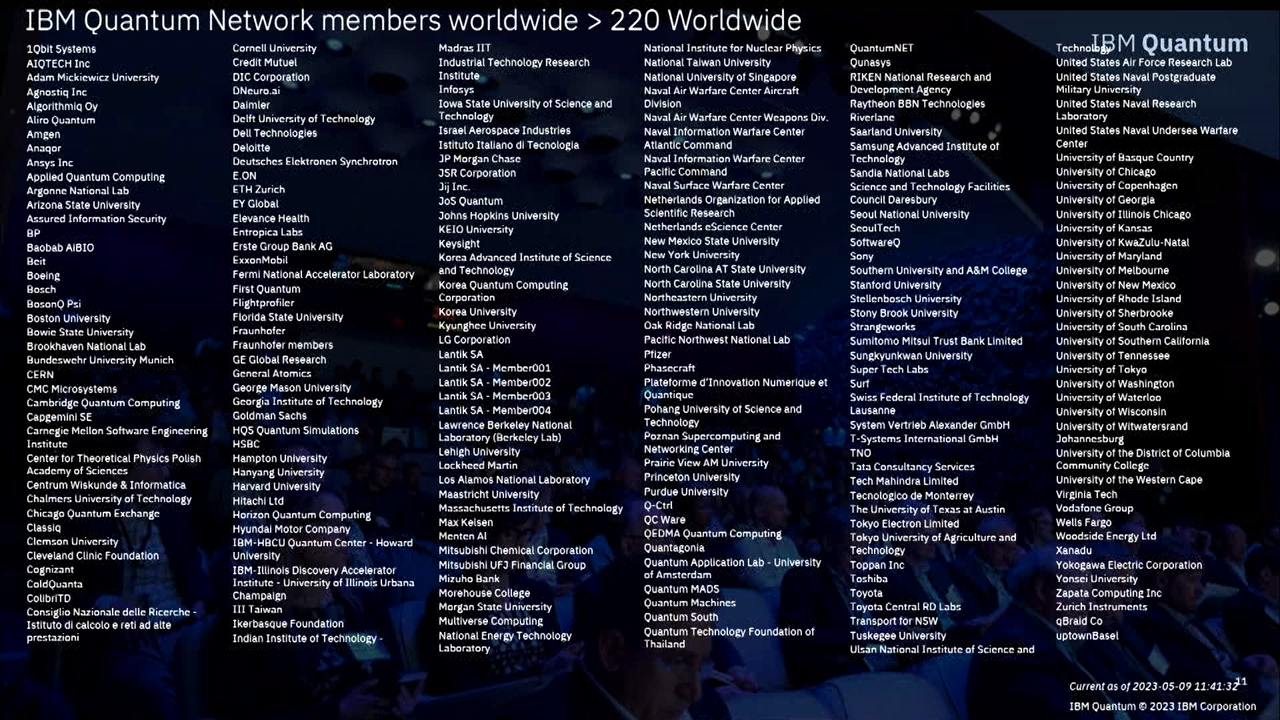 IBM Quantum Network members worldwide > 220 Worldwide
IBM Quantum
1Qbit Systems
AIQTECH Inc
Adam Mickiewicz University
Agnostiq Inc
Algorithmiq Oy
Aliro Quantum
Amgen
Anaqor
Ansys Inc
Applied Quantum Computing
Argonne National Lab
Arizona State University
Assured Information Security
BP
Baobab AiBIO
Beit
Boeing
Bosch
BosonQ Psi
Boston University
Bowie State University
Brookhaven National Lab
Bundeswehr University Munich
CERN
CMC Microsystems
Cambridge Quantum Computing
Capgemini SE
Carnegie Mellon Software Engineering
Institute
Center for Theoretical Physics Polish
Academy of Sciences
Centrum Wiskunde & Informatica
Chalmers University of Technology
Chicago Quantum Exchange
Classiq
Clemson University
Cleveland Clinic Foundation
Cognizant
ColdQuanta
ColibriTD
Consiglio Nazionale delle Ricerche -
Istituto di calcolo e reti ad alte
prestazioni
Cornell University
Credit Mutuel
DIC Corporation
DNeuro.ai
Daimler
Delft University of Technology
Dell Technologies
Deloitte
Deutsches Elektronen Synchrotron
E.ON
ETH Zurich
EY Global
Elevance Health
Entropica Labs
Erste Group Bank AG
ExxonMobil
Fermi National Accelerator Laboratory
First Quantum
Flightprofiler
Florida State University
Fraunhofer
Fraunhofer members
GE Global Research
General Atomics
George Mason University
Georgia Institute of Technology
Goldman Sachs
HQS Quantum Simulations
HSBC
Hampton University
Hanyang University
Harvard University
Hitachi Ltd
Horizon Quantum Computing
Hyundai Motor Company
IBM-HBCU Quantum Center - Howard
University
IBM-Illinois Discovery Accelerator
Institute - University of Illinois Urbana
Champaign
III Taiwan
Ikerbasque Foundation
Indian Institute of Technology -
Madras IIT
Industrial Technology Research
Institute
Infosys
Iowa State University of Science and
Technology
Israel Aerospace Industries
Istituto Italiano di Tecnologia
JP Morgan Chase
JSR Corporation
Jij Inc.
JoS Quantum
Johns Hopkins University
KEIO University
Keysight
Korea Advanced Institute of Science
and Technology
Korea Quantum Computing
Corporation
Korea University
Kyunghee University
LG Corporation
Lantik SA
Lantik SA - Member001
Lantik SA - Member002
Lantik SA - Member003
Lantik SA - Member004
Lawrence Berkeley National
Laboratory (Berkeley Lab)
Lehigh University
Lockheed Martin
Los Alamos National Laboratory
Maastricht University
Massachusetts Institute of Technology
Max Kelsen
Menten AI
Mitsubishi Chemical Corporation
Mitsubishi UFJ Financial Group
Mizuho Bank
Morehouse College
Morgan State University
Multiverse Computing
National Energy Technology
Laboratory
National Institute for Nuclear Physics
National Taiwan University
National University of Singapore
Naval Air Warfare Center Aircraft
Division
Naval Air Warfare Center Weapons Div.
Naval Information Warfare Center
Atlantic Command
Naval Information Warfare Center
Pacific Command
Naval Surface Warfare Center
Netherlands Organization for Applied
Scientific Research
Netherlands eScience Center
New Mexico State University
New York University
North Carolina AT State University
North Carolina State University
Northeastern University
Northwestern University
Oak Ridge National Lab
Pacific Northwest National Lab
Pfizer
Phasecraft
Plateforme d'Innovation Numerique et
Quantique
Pohang University of Science and
Technology
Poznan Supercomputing and
Networking Center
Prairie View AM University
Princeton University
Purdue University
Q-Ctrl
QC Ware
QEDMA Quantum Computing
Quantagonia
Quantum Application Lab - University
of Amsterdam
Quantum MADS
Quantum Machines
Quantum South
Quantum Technology Foundation of
Thailand
QuantumNET
Qunasys
RIKEN National Research and
Development Agency
Raytheon BBN Technologies
Riverlane
Saarland University
Samsung Advanced Institute of
Technology
Sandia National Labs
Science and Technology Facilities
Council Daresbury
Seoul National University
SeoulTech
SoftwareQ
Sony
Southern University and A&M College
Stanford University
Stellenbosch University
Stony Brook University
Strangeworks
Sumitomo Mitsui Trust Bank Limited
Sungkyunkwan University
Super Tech Labs
Surf
Swiss Federal Institute of Technology
Lausanne
System Vertrieb Alexander GmbH
T-Systems International GmbH
TNO
Tata Consultancy Services
Tech Mahindra Limited
Tecnologico de Monterrey
The University of Texas at Austin
Tokyo Electron Limited
Tokyo University of Agriculture and
Technology
Toppan Inc
Toshiba
Toyota
Toyota Central RD Labs
Transport for NSW
Tuskegee University
Ulsan National Institute of Science and
Technology
United States Air Force Research Lab
United States Naval Postgraduate
Military University
United States Naval Research
Laboratory
United States Naval Undersea Warfare
Center
University of Basque Country
University of Chicago
University of Copenhagen
University of Georgia
University of Illinois Chicago
University of Kansas
University of KwaZulu-Natal
University of Maryland
University of Melbourne
University of New Mexico
University of Rhode Island
University of Sherbrooke
University of South Carolina
University of Southern California
University of Tennessee
University of Tokyo
University of Washington
University of Waterloo
University of Wisconsin
University of Witwatersrand
Johannesburg
University of the District of Columbia
Community College
University of the Western Cape
Virginia Tech
Vodafone Group
Wells Fargo
Woodside Energy Ltd
Xanadu
Yokogawa Electric Corporation
Yonsei University
Zapata Computing Inc
Zurich Instruments
qBraid Co
uptownBasel
Current as of 2023-05-09 11:41:32
11
IBM Quantum © 2023 IBM Corporation